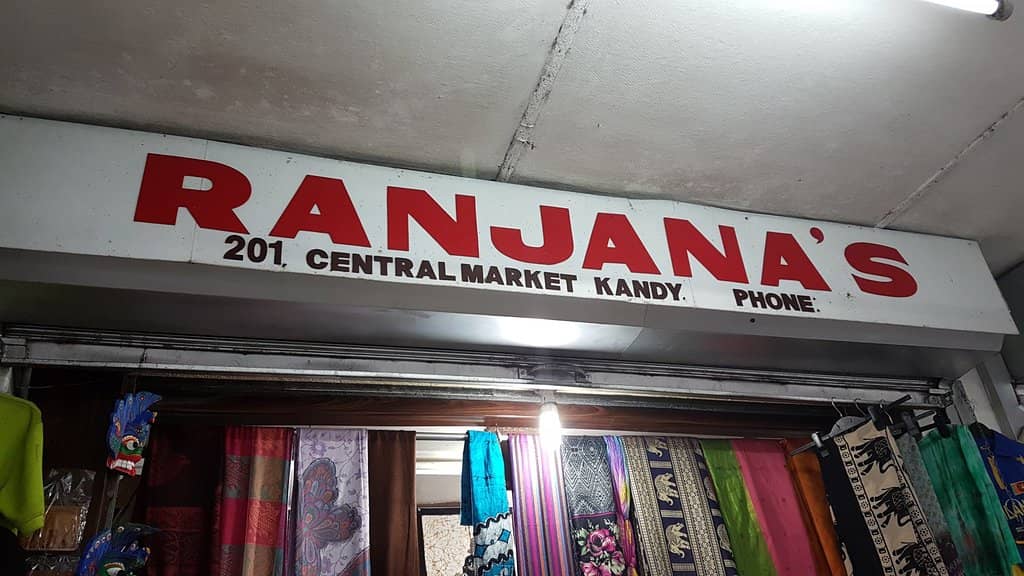 RANJANA'S
201, CENTRAL MARKET KANDY. PHONE: